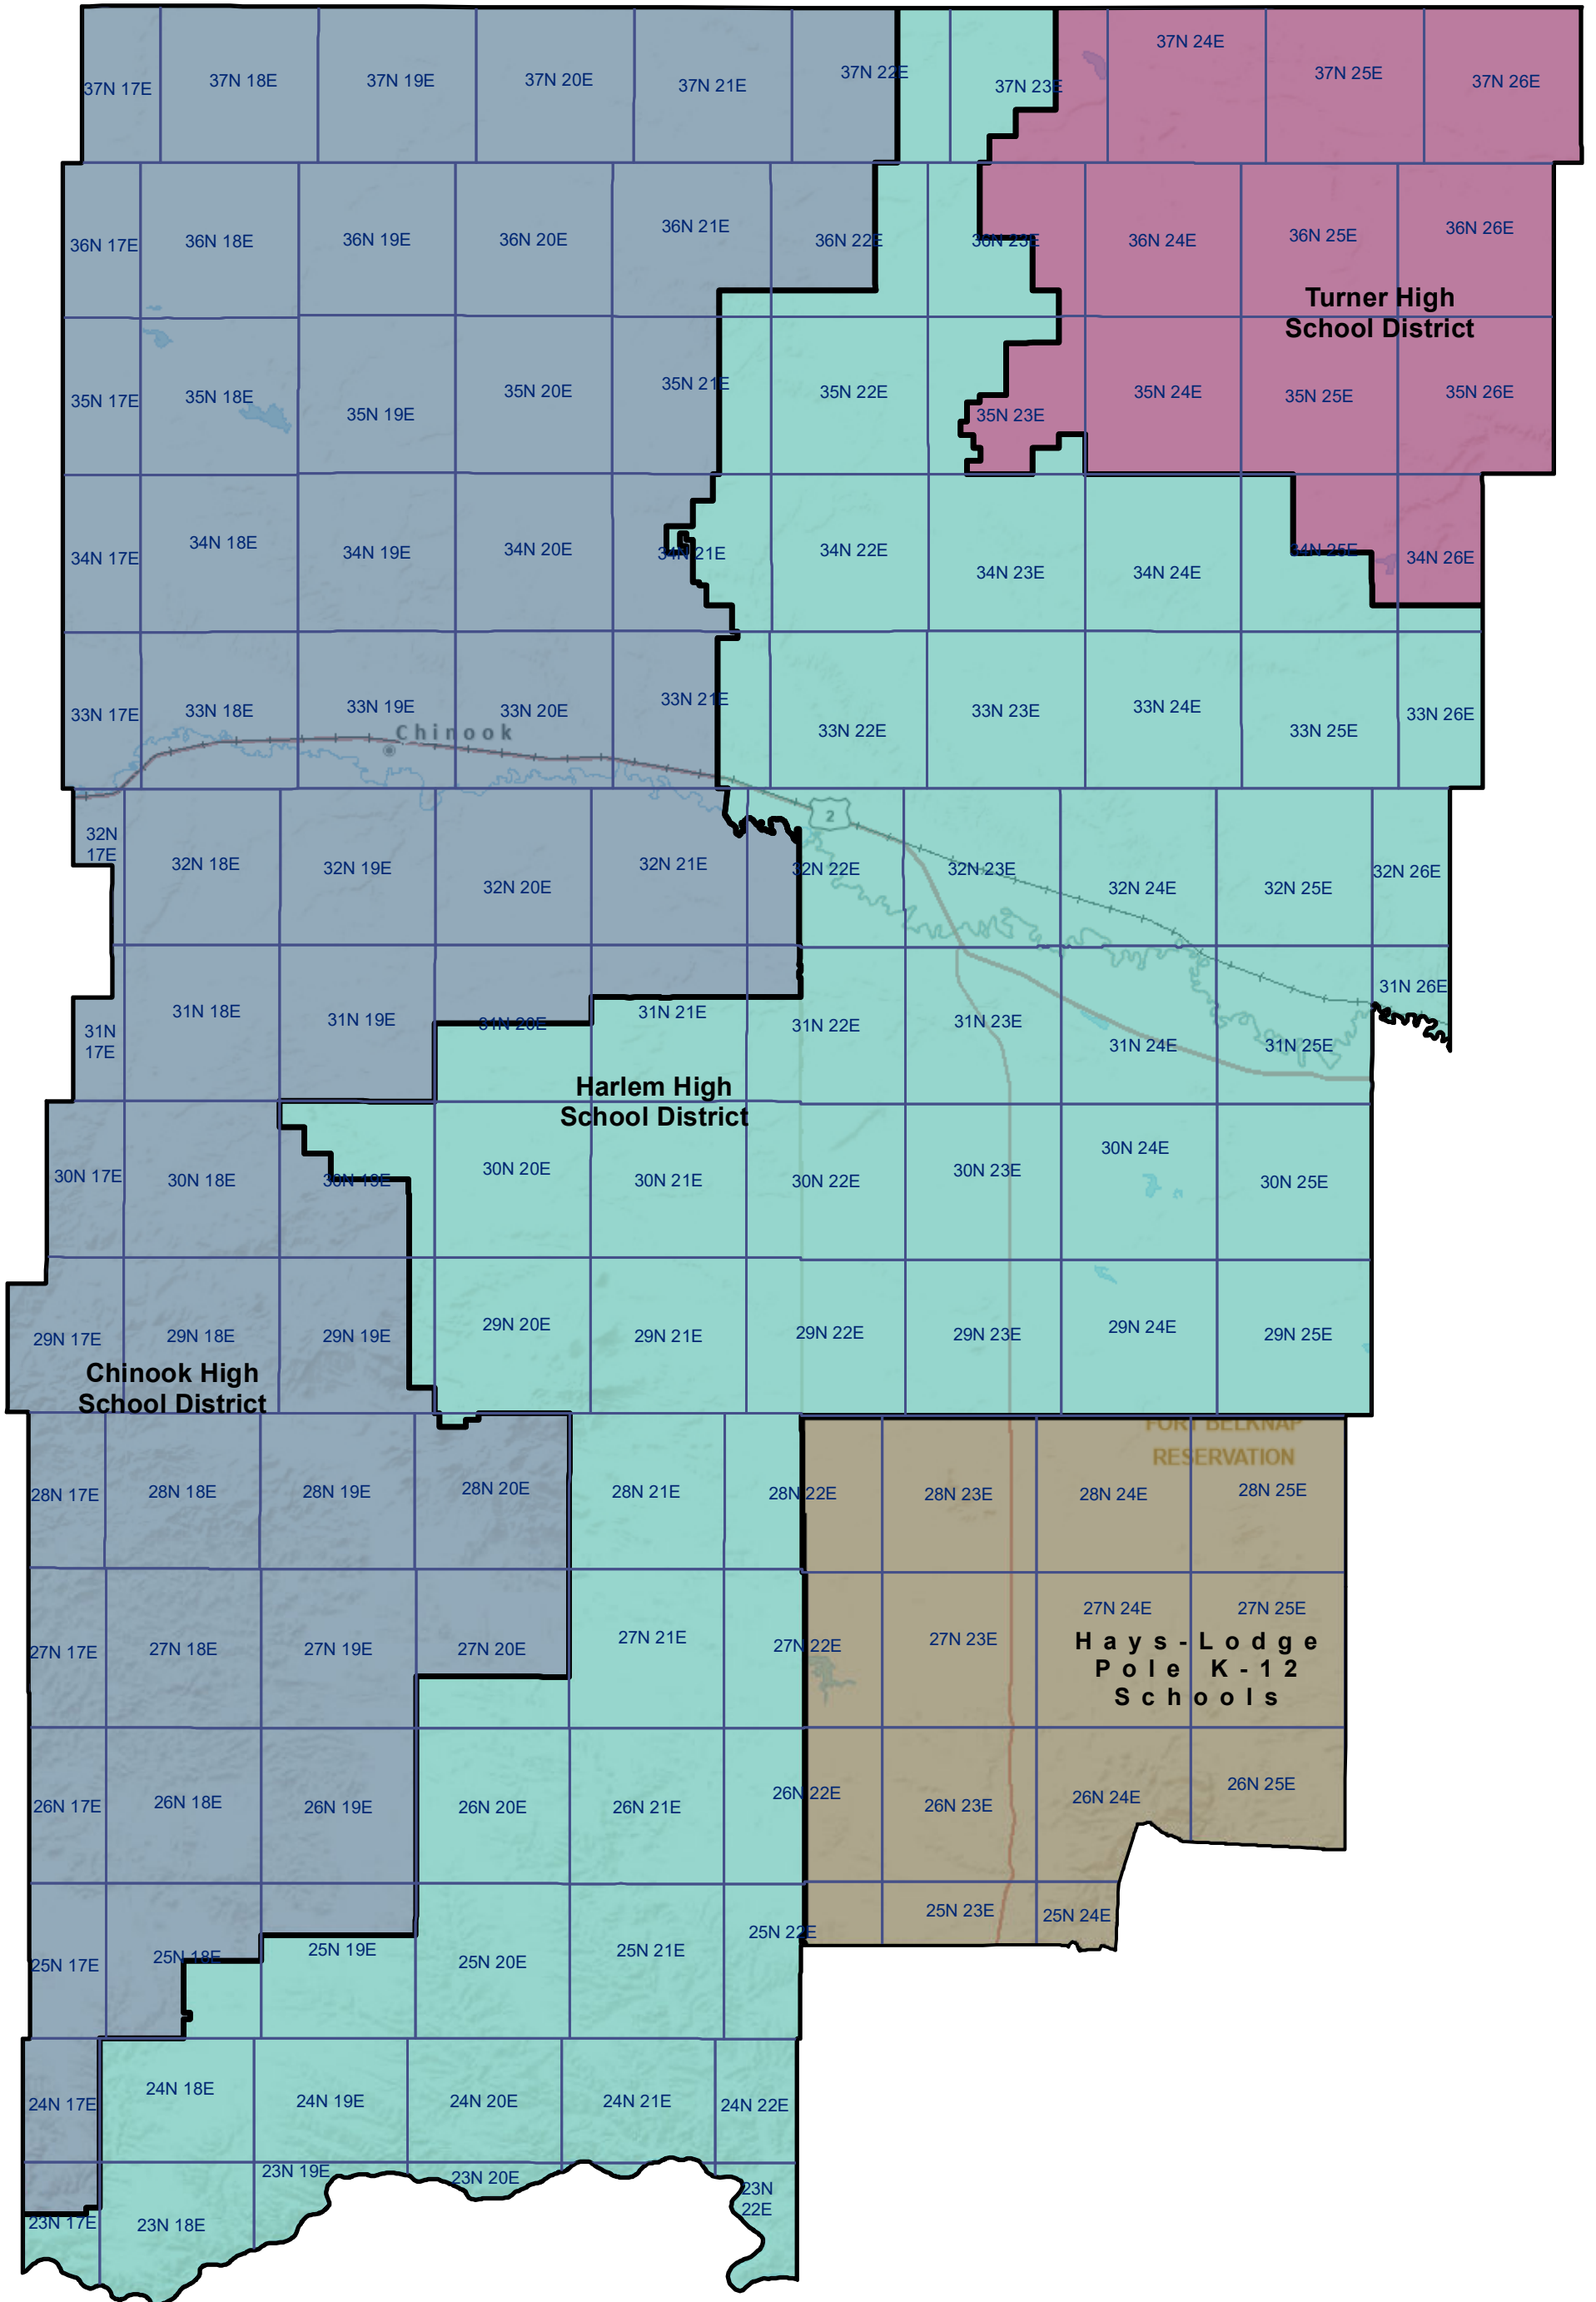 37N 17E
37N 18E
37N 19E
37N 20E
37N 21E
37N 22E
37N 23E
37N 24E
37N 25E
37N 26E
36N 17E
36N 18E
36N 19E
36N 20E
36N 21E
36N 22E
36N 23E
36N 24E
36N 25E
36N 26E
Turner High
School District
35N 17E
35N 18E
35N 19E
35N 20E
35N 21E
35N 22E
35N 23E
35N 24E
35N 25E
35N 26E
34N 17E
34N 18E
34N 19E
34N 20E
34N 21E
34N 22E
34N 23E
34N 24E
34N 25E
34N 26E
33N 17E
33N 18E
33N 19E
33N 20E
33N 21E
33N 22E
33N 23E
33N 24E
33N 25E
33N 26E
Chinook
2
32N
17E
32N 18E
32N 19E
32N 20E
32N 21E
32N 22E
32N 23E
32N 24E
32N 25E
32N 26E
31N
17E
31N 18E
31N 19E
31N 20E
31N 21E
31N 22E
31N 23E
31N 24E
31N 25E
31N 26E
Harlem High
School District
30N 17E
30N 18E
30N 19E
30N 20E
30N 21E
30N 22E
30N 23E
30N 24E
30N 25E
29N 17E
29N 18E
29N 19E
29N 20E
29N 21E
29N 22E
29N 23E
29N 24E
29N 25E
Chinook High
School District
FORT BELKNAP
RESERVATION
28N 17E
28N 18E
28N 19E
28N 20E
28N 21E
28N 22E
28N 23E
28N 24E
28N 25E
27N 17E
27N 18E
27N 19E
27N 20E
27N 21E
27N 22E
27N 23E
27N 24E
27N 25E
Hays-Lodge
Pole K-12
Schools
26N 17E
26N 18E
26N 19E
26N 20E
26N 21E
26N 22E
26N 23E
26N 24E
26N 25E
25N 17E
25N 18E
25N 19E
25N 20E
25N 21E
25N 22E
25N 23E
25N 24E
24N 17E
24N 18E
24N 19E
24N 20E
24N 21E
24N 22E
23N 17E
23N 18E
23N 19E
23N 20E
23N
22E